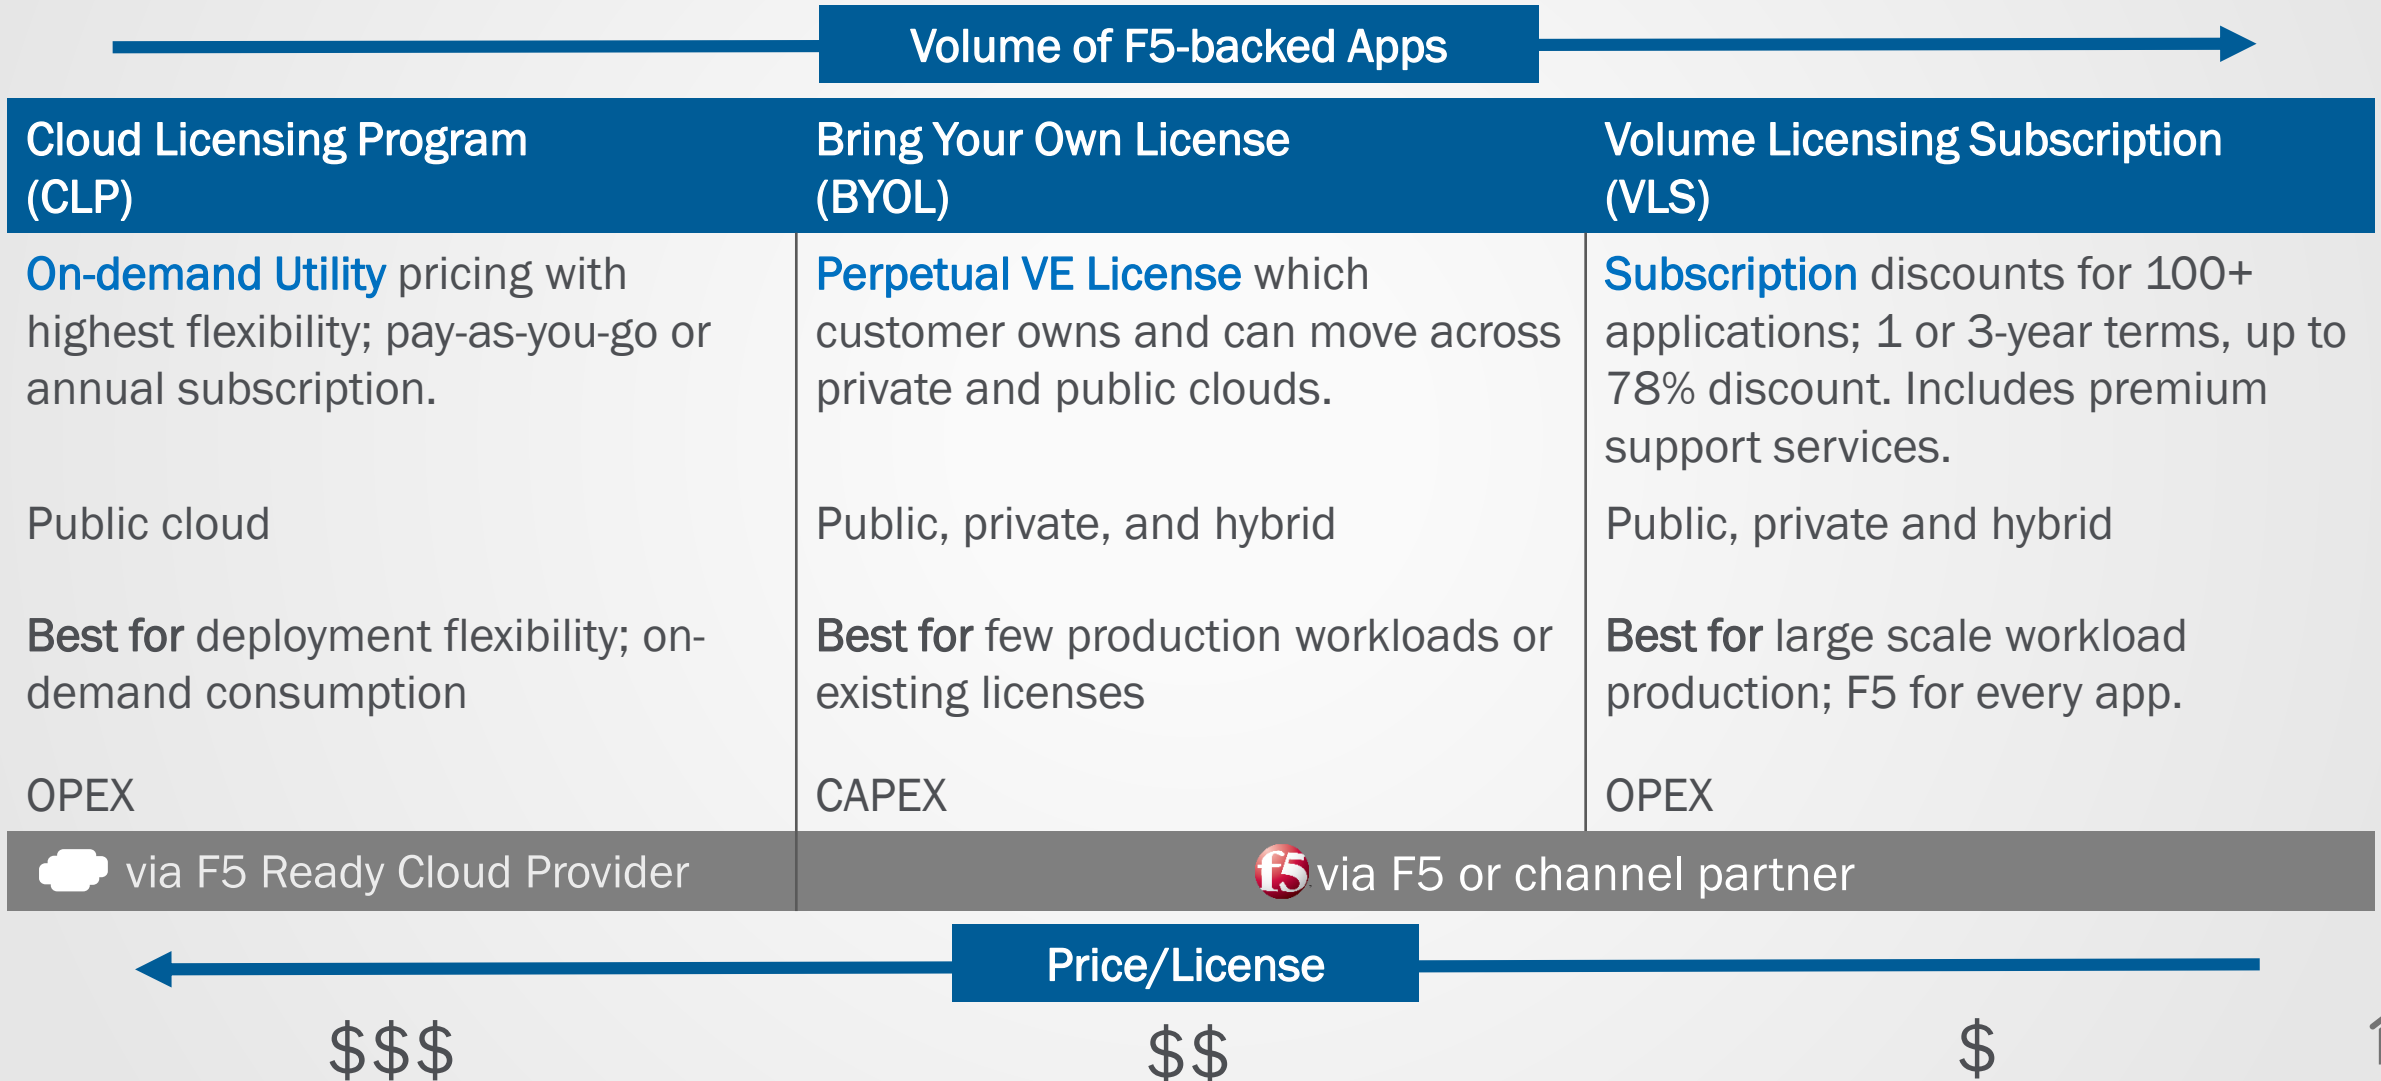 Volume of F5-backed Apps
Cloud Licensing Program
(CLP)
Bring Your Own License
(BYOL)
Volume Licensing Subscription
(VLS)
On-demand Utility pricing with
highest flexibility; pay-as-you-go or
annual subscription.
Perpetual VE License which
customer owns and can move across
private and public clouds.
Subscription discounts for 100+
applications; 1 or 3-year terms, up to
78% discount. Includes premium
support services.
Public cloud
Public, private, and hybrid
Public, private and hybrid
Best for deployment flexibility; on-
demand consumption
Best for few production workloads or
existing licenses
Best for large scale workload
production; F5 for every app.
OPEX
CAPEX
OPEX
via F5 Ready Cloud Provider
f5 via F5 or channel partner
Price/License
$$$
$$
$